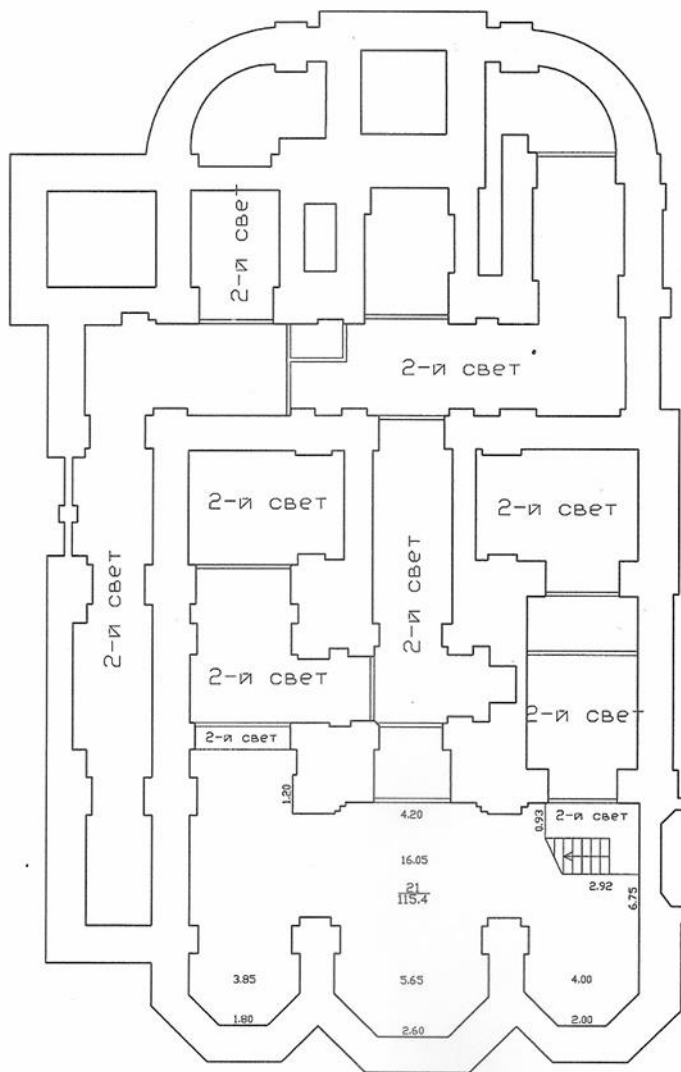 2-й свет
2-й свет
2-й свет
2-й свет
2-й свет
2-й свет
2-й свет
2-й свет
2-й свет
1.20
4.20
0.93
2-й свет
16.05
21
115.4
2.92
6.75
3.85
5.65
4.00
1.80
2.60
2.00